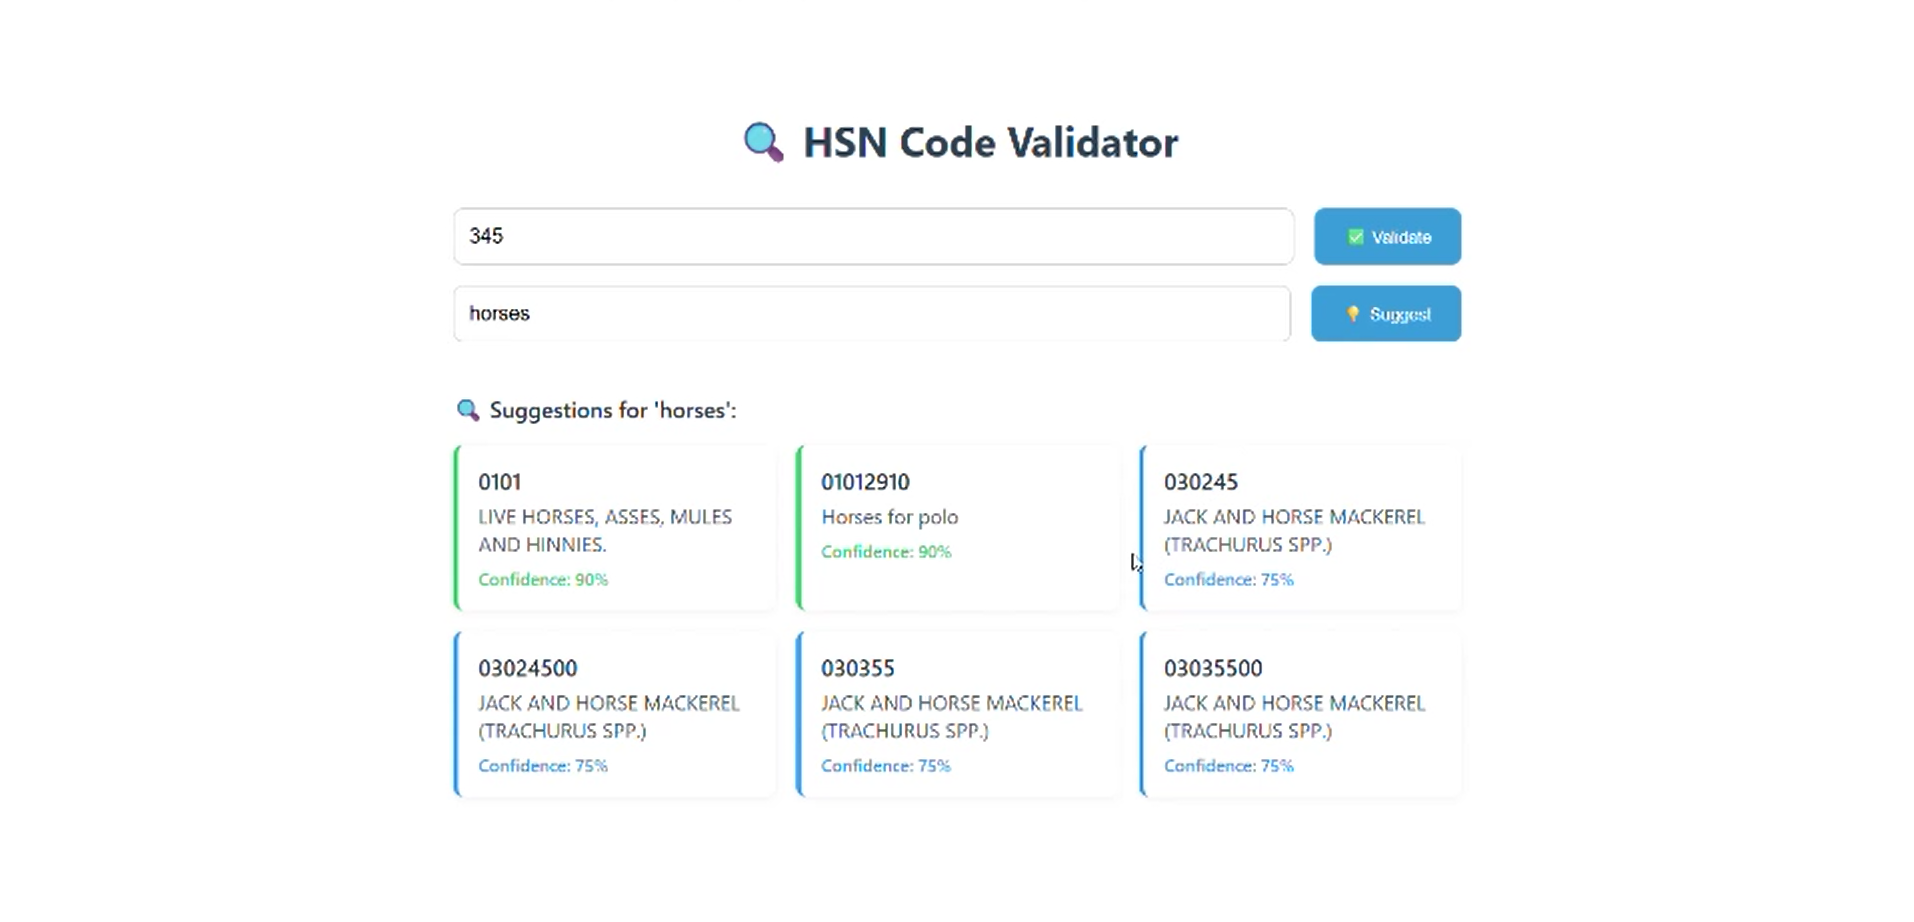 HSN Code Validator
345
Validate
horses
Suggest
Suggestions for 'horses':
0101
LIVE HORSES, ASSES, MULES
AND HINNIES.
Confidence: 90%
01012910
Horses for polo
Confidence: 90%
030245
JACK AND HORSE MACKEREL
(TRACHURUS SPP.)
Confidence: 75%
03024500
JACK AND HORSE MACKEREL
(TRACHURUS SPP.)
Confidence: 75%
030355
JACK AND HORSE MACKEREL
(TRACHURUS SPP.)
Confidence: 75%
03035500
JACK AND HORSE MACKEREL
(TRACHURUS SPP.)
Confidence: 75%